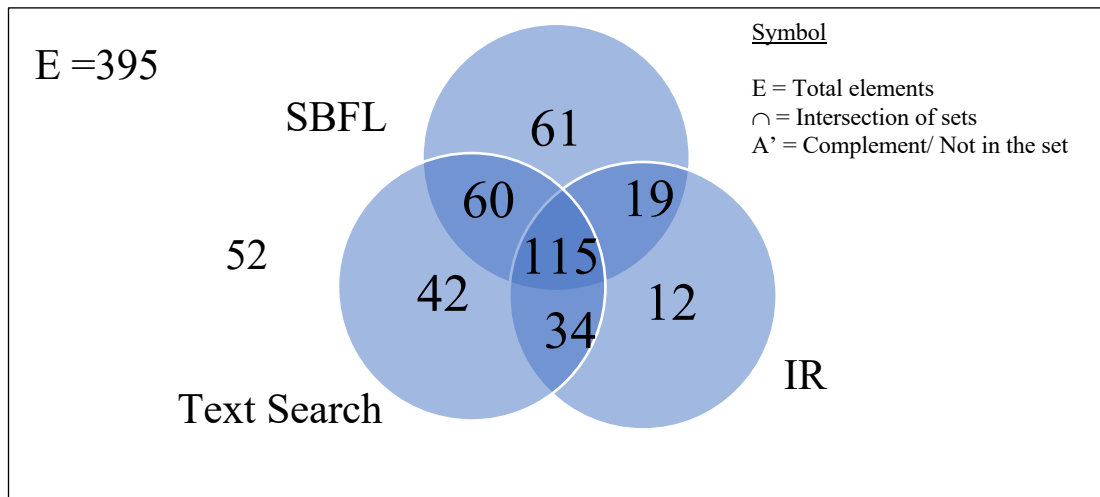 E =395
Symbol
E = Total elements
∩ = Intersection of sets
A’ = Complement/ Not in the set
SBFL
61
60
19
52
115
42
34
12
IR
Text Search